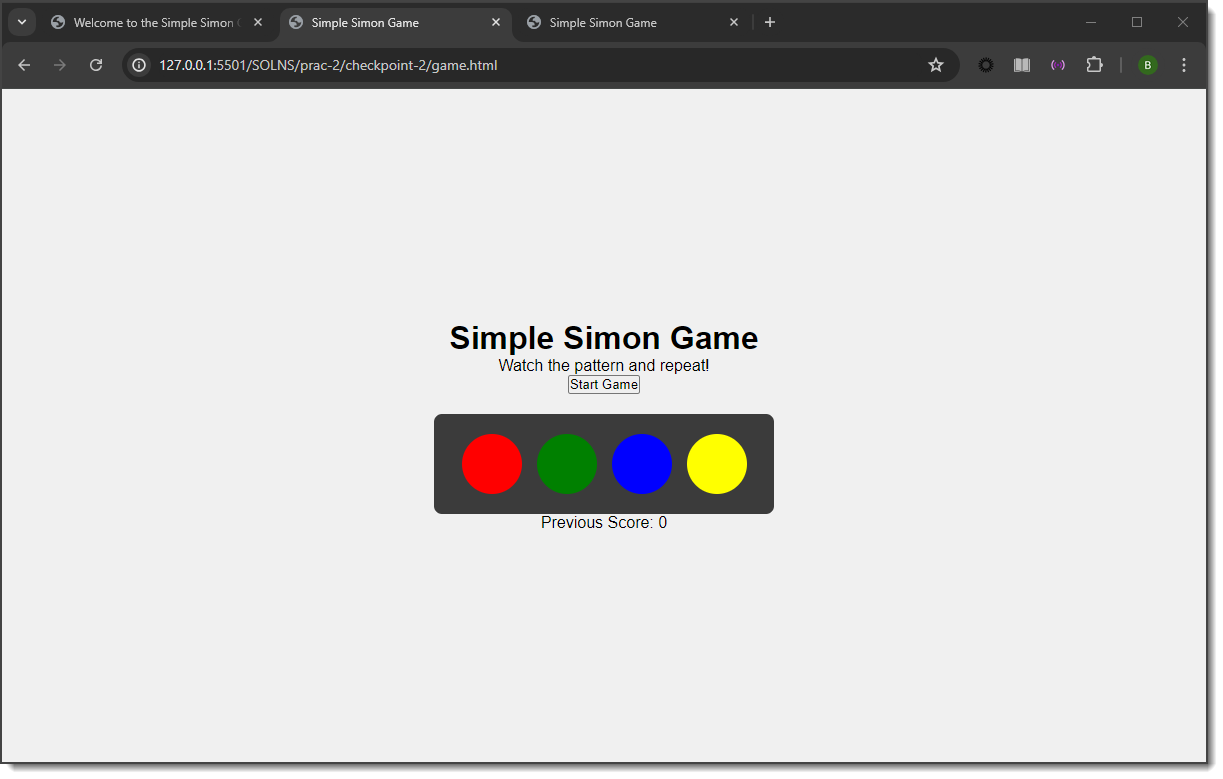 Welcome to the Simple Simon
Simple Simon Game
Simple Simon Game
127.0.0.1:5501/SOLNS/prac-2/checkpoint-2/game.html
B
Simple Simon Game
Watch the pattern and repeat!
Start Game
Previous Score: 0